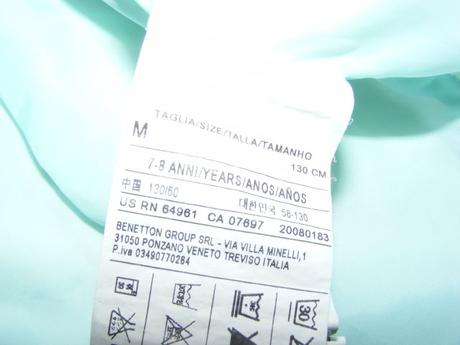 TAGLIA/SIZE/TALLA/TAMANHO
M 130 CM
7-8 ANNI/YEARS/ANOS/AÑOS
中国 130/60 대한민국 58-130
US RN 64961 CA 07697 20080183
BENETTON GROUP SRL - VIA VILLA MINELLI,1
31050 PONZANO VENETO TREVISO ITALIA
P.iva 03490770264
30